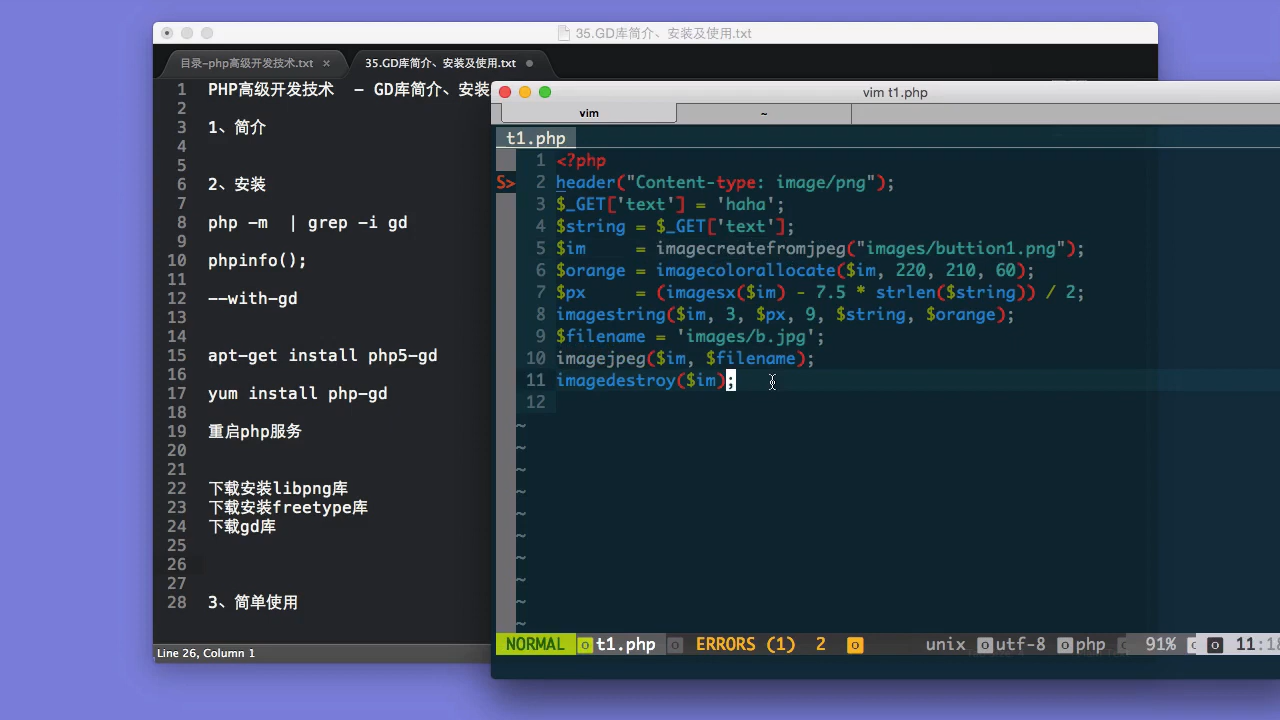 35.GD库简介、安装及使用.txt
目录-php高级开发技术.txt ×
35.GD库简介、安装及使用.txt
1 PHP高级开发技术 - GD库简介、安装
2
3 1、简介
4
5
6 2、安装
7
8 php -m | grep -i gd
9
10 phpinfo();
11
12 --with-gd
13
14
15 apt-get install php5-gd
16
17 yum install php-gd
18
19 重启php服务
20
21
22 下载安装libpng库
23 下载安装freetype库
24 下载gd库
25
26
27
28 3、简单使用
Line 26, Column 1
vim t1.php
vim
~
t1.php
1 <?php
S> 2 header("Content-type: image/png");
3 $_GET['text'] = 'haha';
4 $string = $_GET['text'];
5 $im     = imagecreatefromjpeg("images/buttion1.png");
6 $orange = imagecolorallocate($im, 220, 210, 60);
7 $px     = (imagesx($im) - 7.5 * strlen($string)) / 2;
8 imagestring($im, 3, $px, 9, $string, $orange);
9 $filename = 'images/b.jpg';
10 imagejpeg($im, $filename);
11 imagedestroy($im);
12
~
~
~
~
~
~
~
~
~
~
NORMAL t1.php ERRORS (1) 2 unix utf-8 php 91% 11:18